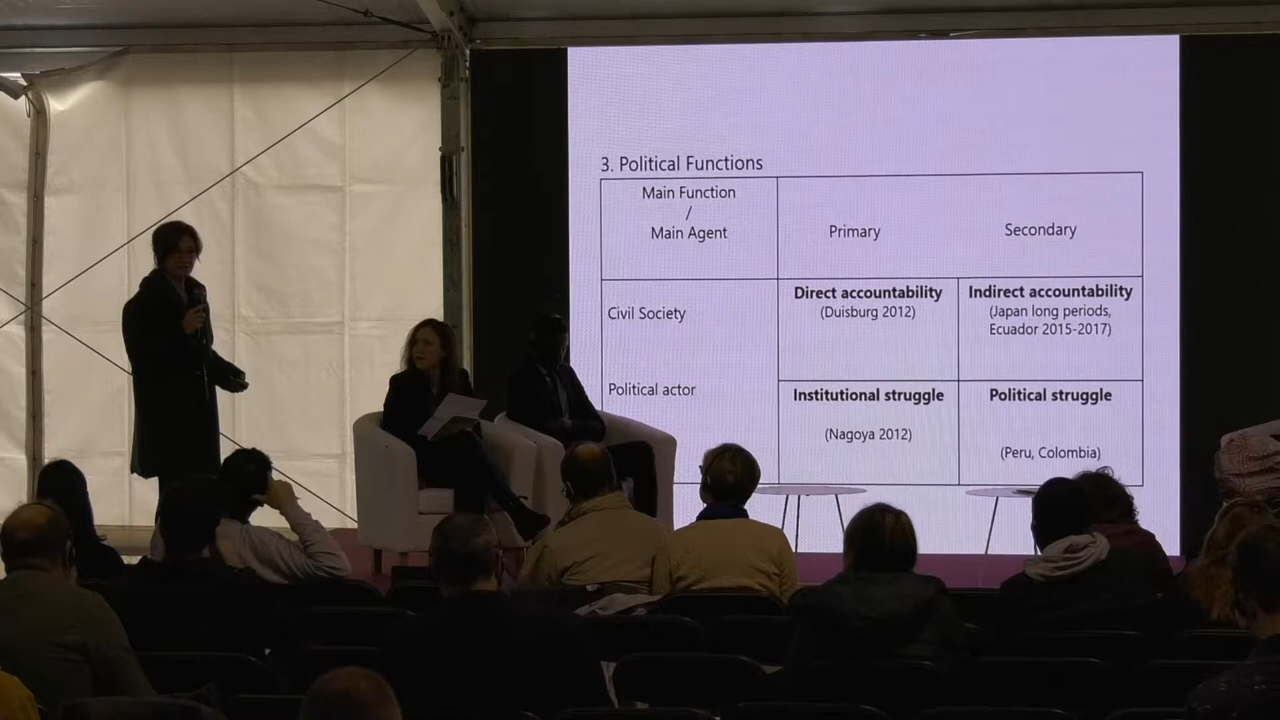 3. Political Functions
Main Function
/
Main Agent
Primary
Secondary
Civil Society
Direct accountability
(Duisburg 2012)
Indirect accountability
(Japan long periods,
Ecuador 2015-2017)
Political actor
Institutional struggle
(Nagoya 2012)
Political struggle
(Peru, Colombia)